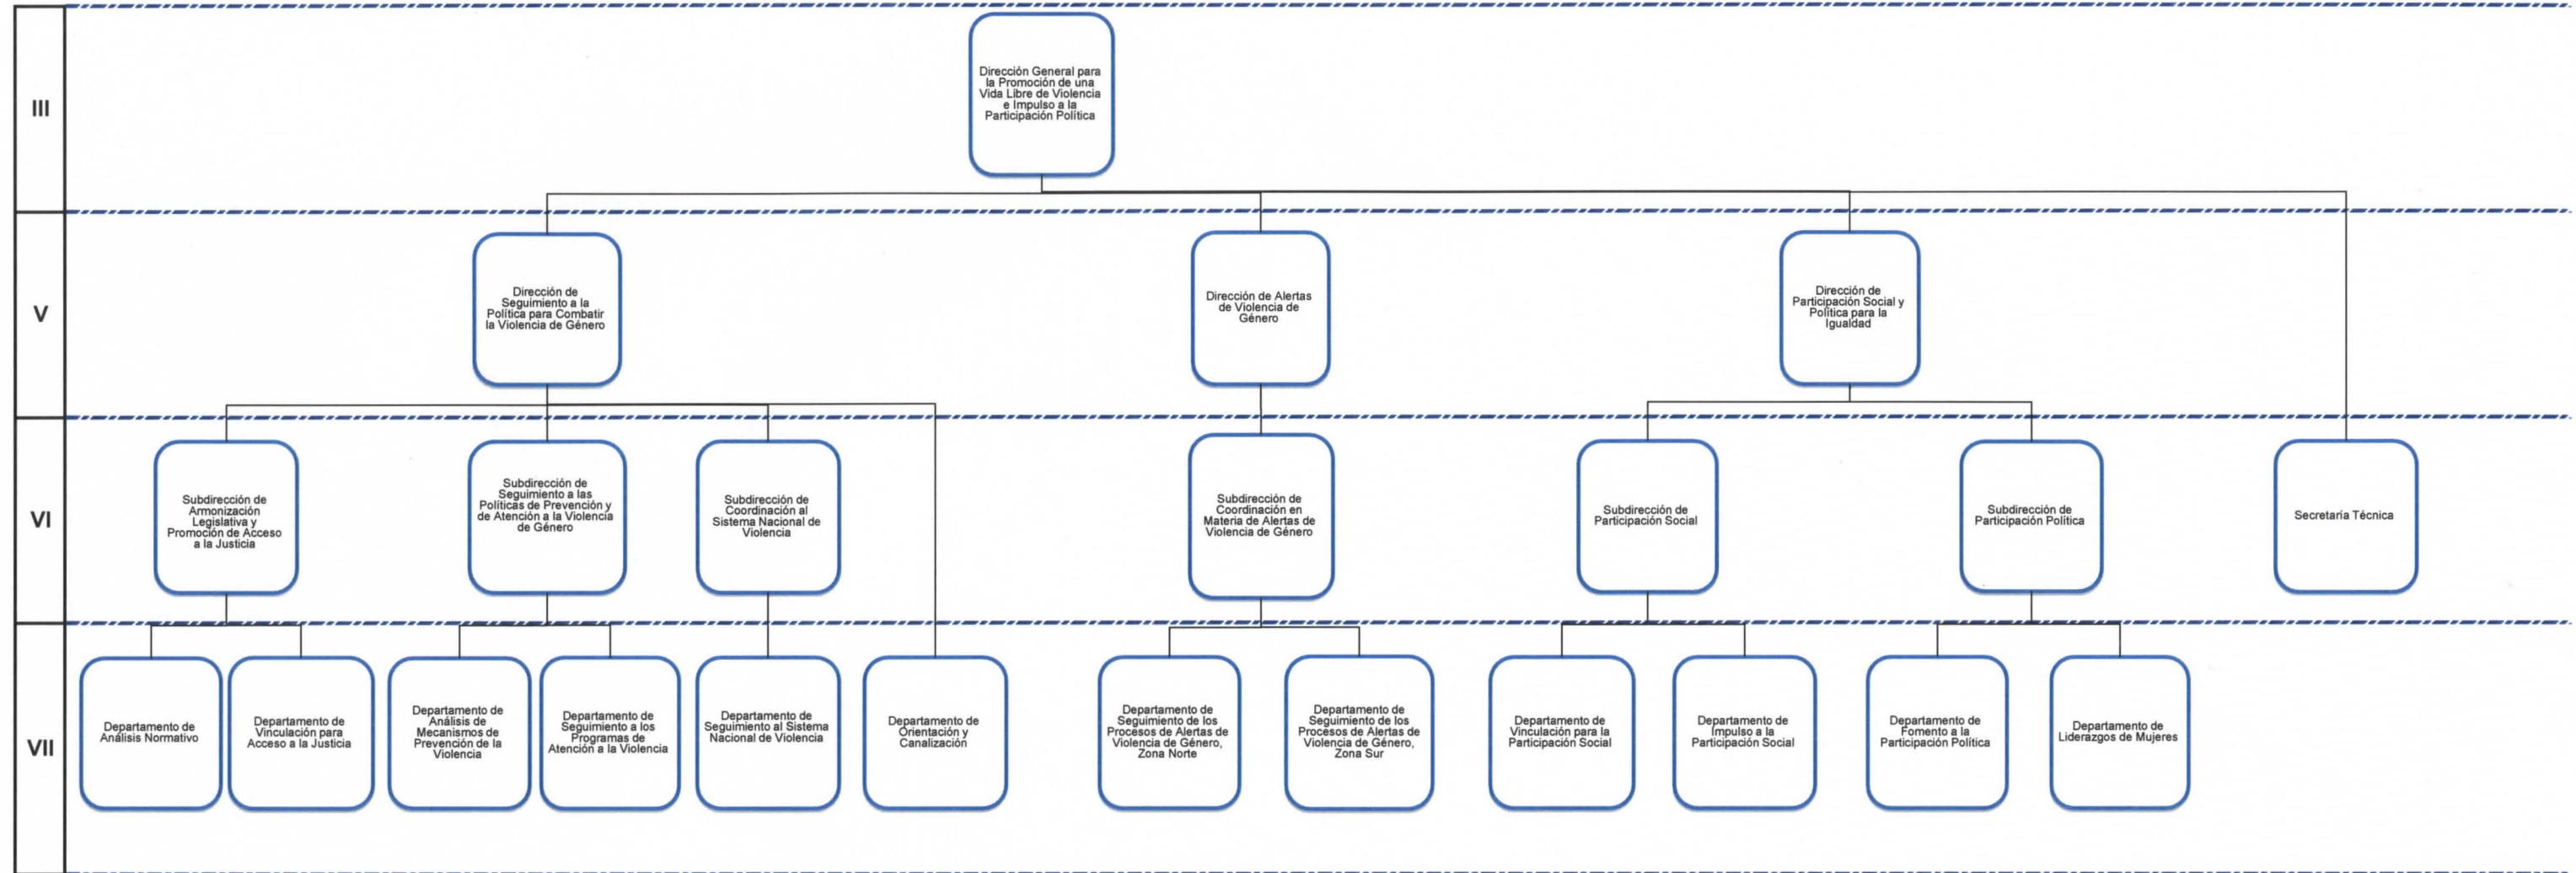 III
Dirección General para
la Promoción de una
Vida Libre de Violencia
e Impulso a la
Participación Política
V
Dirección de
Seguimiento a la
Política para Combatir
la Violencia de Género
Dirección de Alertas
de Violencia de
Género
Dirección de
Participación Social y
Política para la
Igualdad
VI
Subdirección de
Armonización
Legislativa y
Promoción de Acceso
a la Justicia
Subdirección de
Seguimiento a las
Políticas de Prevención y
de Atención a la Violencia
de Género
Subdirección de
Coordinación al
Sistema Nacional de
Violencia
Subdirección de
Coordinación en
Materia de Alertas de
Violencia de Género
Subdirección de
Participación Social
Subdirección de
Participación Política
Secretaría Técnica
VII
Departamento de
Análisis Normativo
Departamento de
Vinculación para
Acceso a la Justicia
Departamento de
Análisis de
Mecanismos de
Prevención de la
Violencia
Departamento de
Seguimiento a los
Programas de
Atención a la Violencia
Departamento de
Seguimiento al Sistema
Nacional de Violencia
Departamento de
Orientación y
Canalización
Departamento de
Seguimiento de los
Procesos de Alertas de
Violencia de Género,
Zona Norte
Departamento de
Seguimiento de los
Procesos de Alertas de
Violencia de Género,
Zona Sur
Departamento de
Vinculación para la
Participación Social
Departamento de
Impulso a la
Participación Social
Departamento de
Fomento a la
Participación Política
Departamento de
Liderazgos de Mujeres